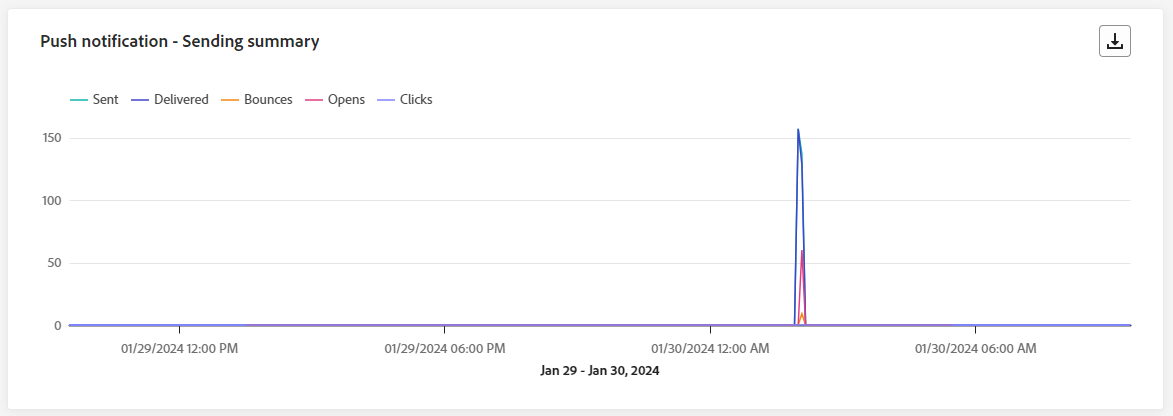 Push notification - Sending summary
Sent Delivered Bounces Opens Clicks
150
100
50
0
01/29/2024 12:00 PM 01/29/2024 06:00 PM 01/30/2024 12:00 AM 01/30/2024 06:00 AM
Jan 29 - Jan 30, 2024